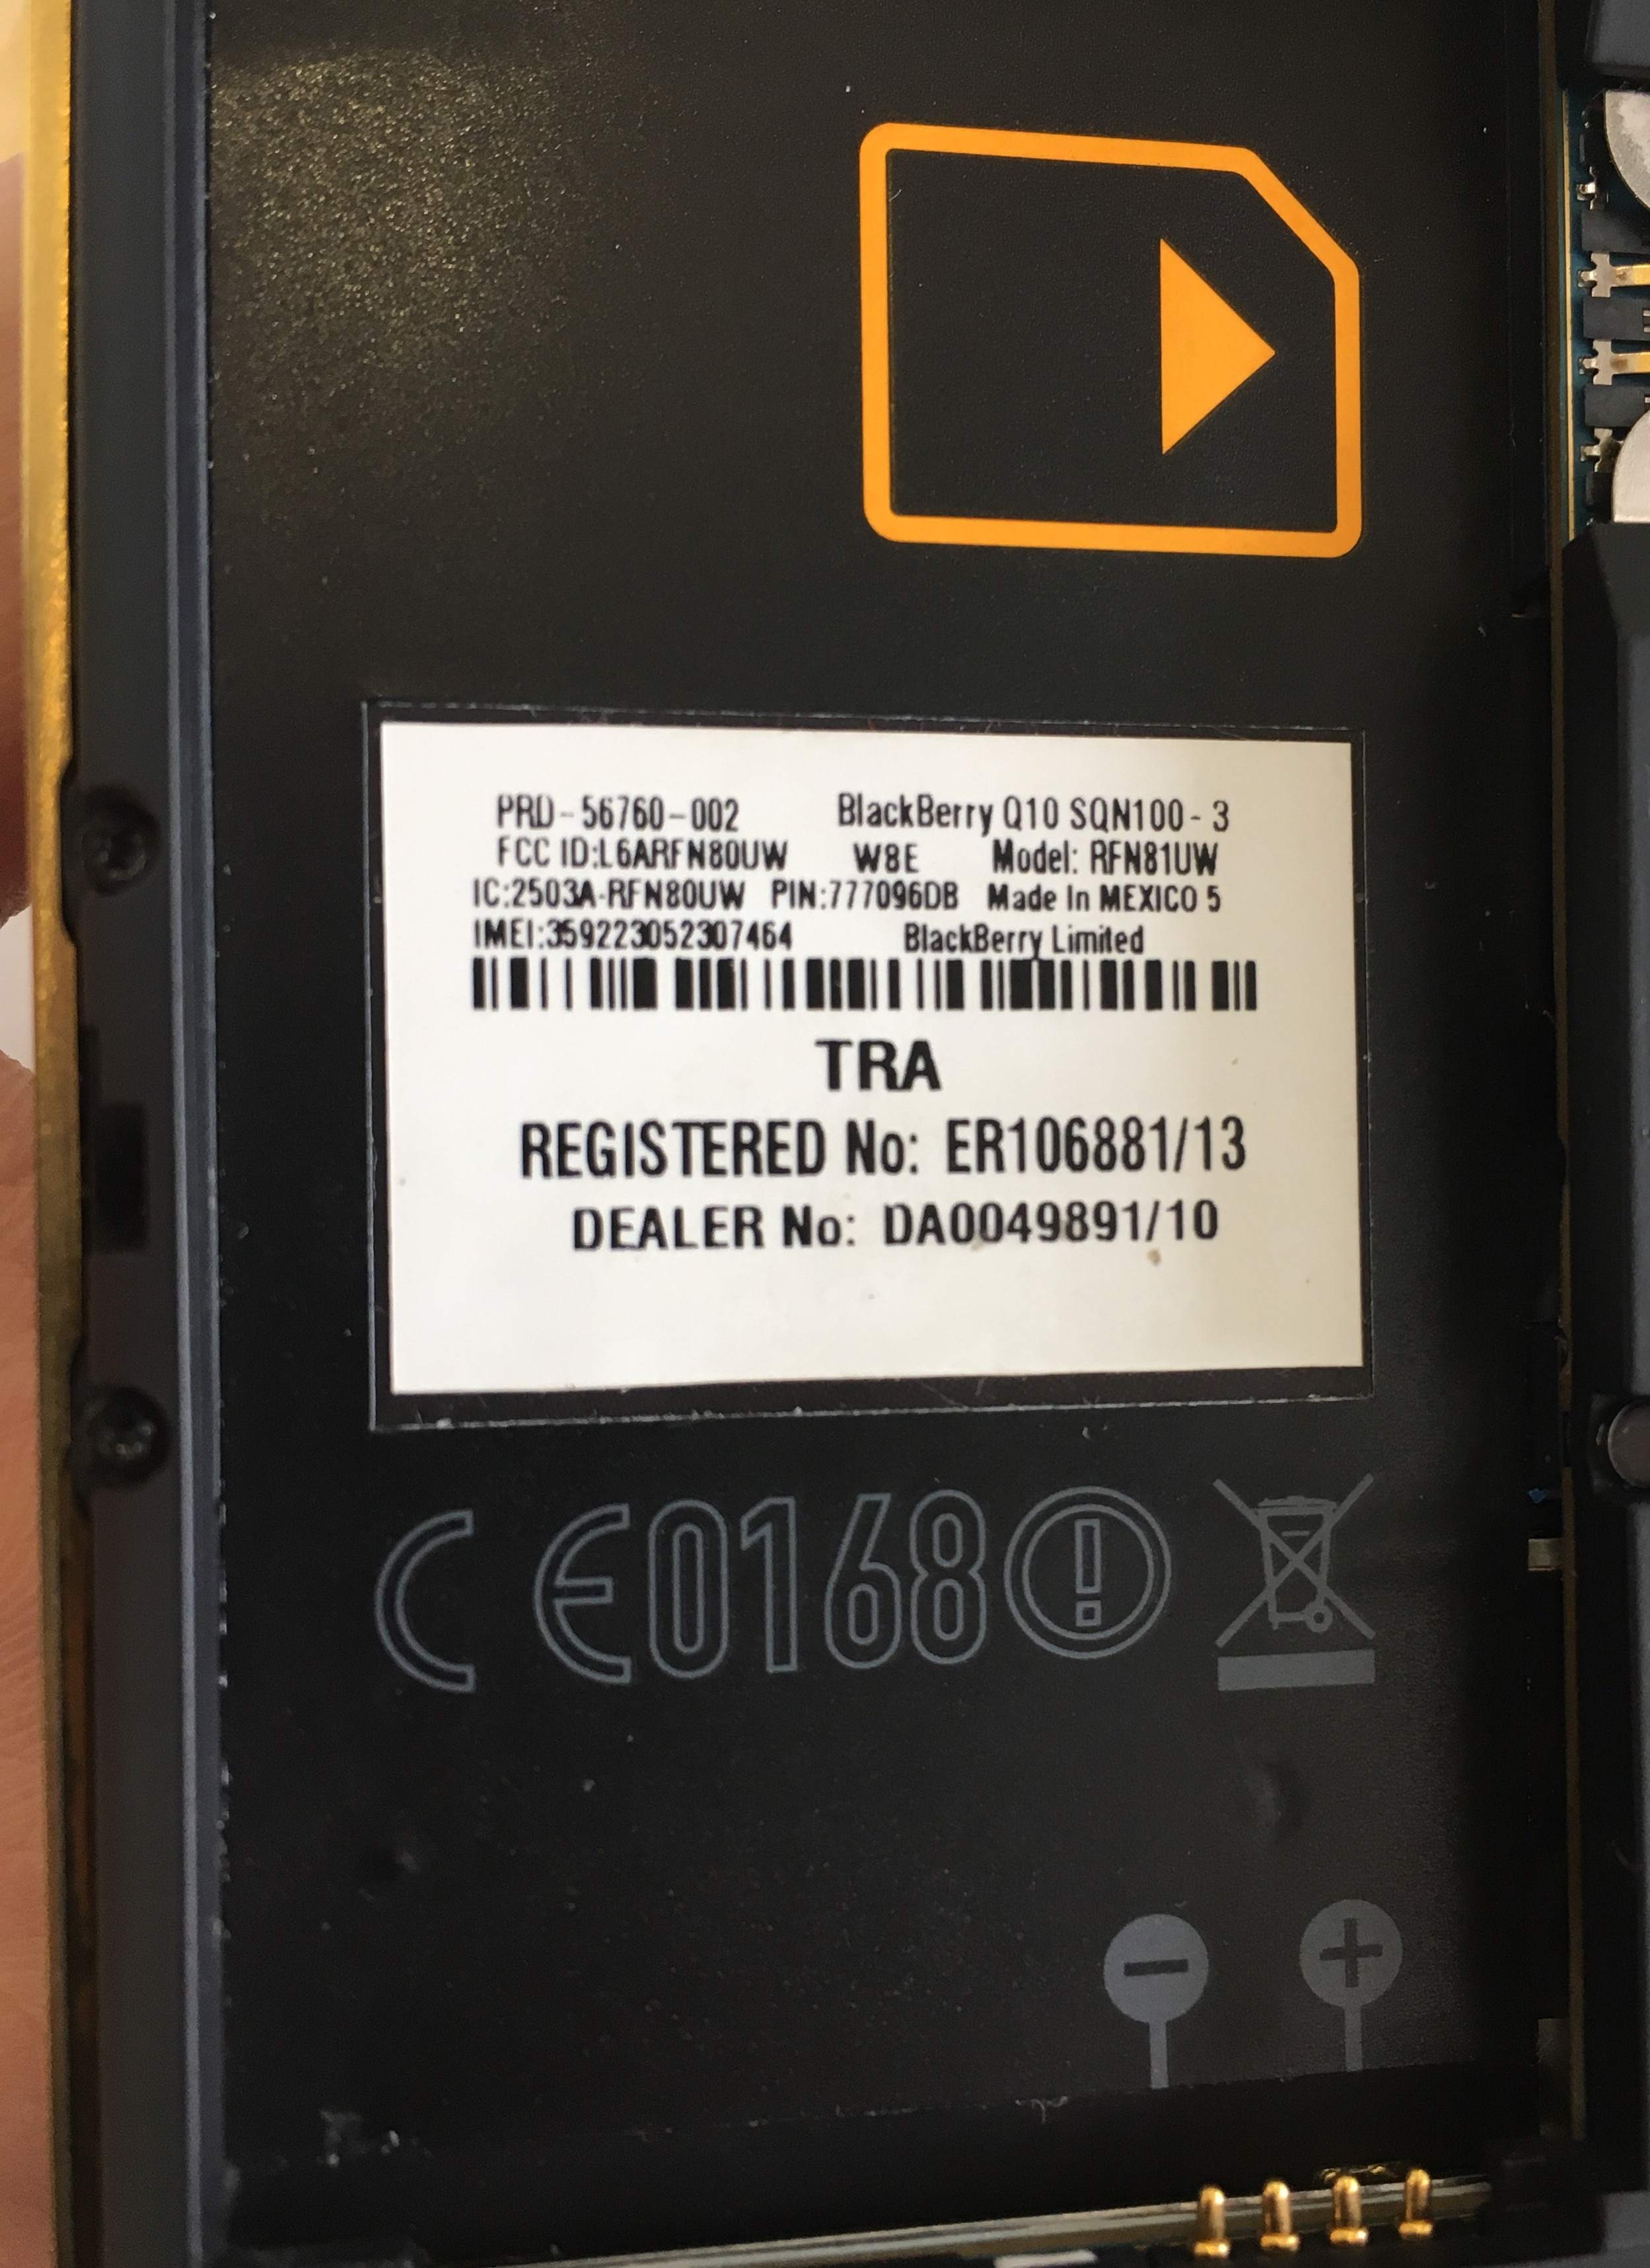 PRD-56760-002 BlackBerry Q10 SQN100-3
FCC ID:L6ARFN80UW W8E Model: RFN81UW
IC:2503A-RFN80UW PIN:777096DB Made In MEXICO 5
IMEI:359223052307464 BlackBerry Limited
TRA
REGISTERED No: ER106881/13
DEALER No: DA0049891/10
CE0168